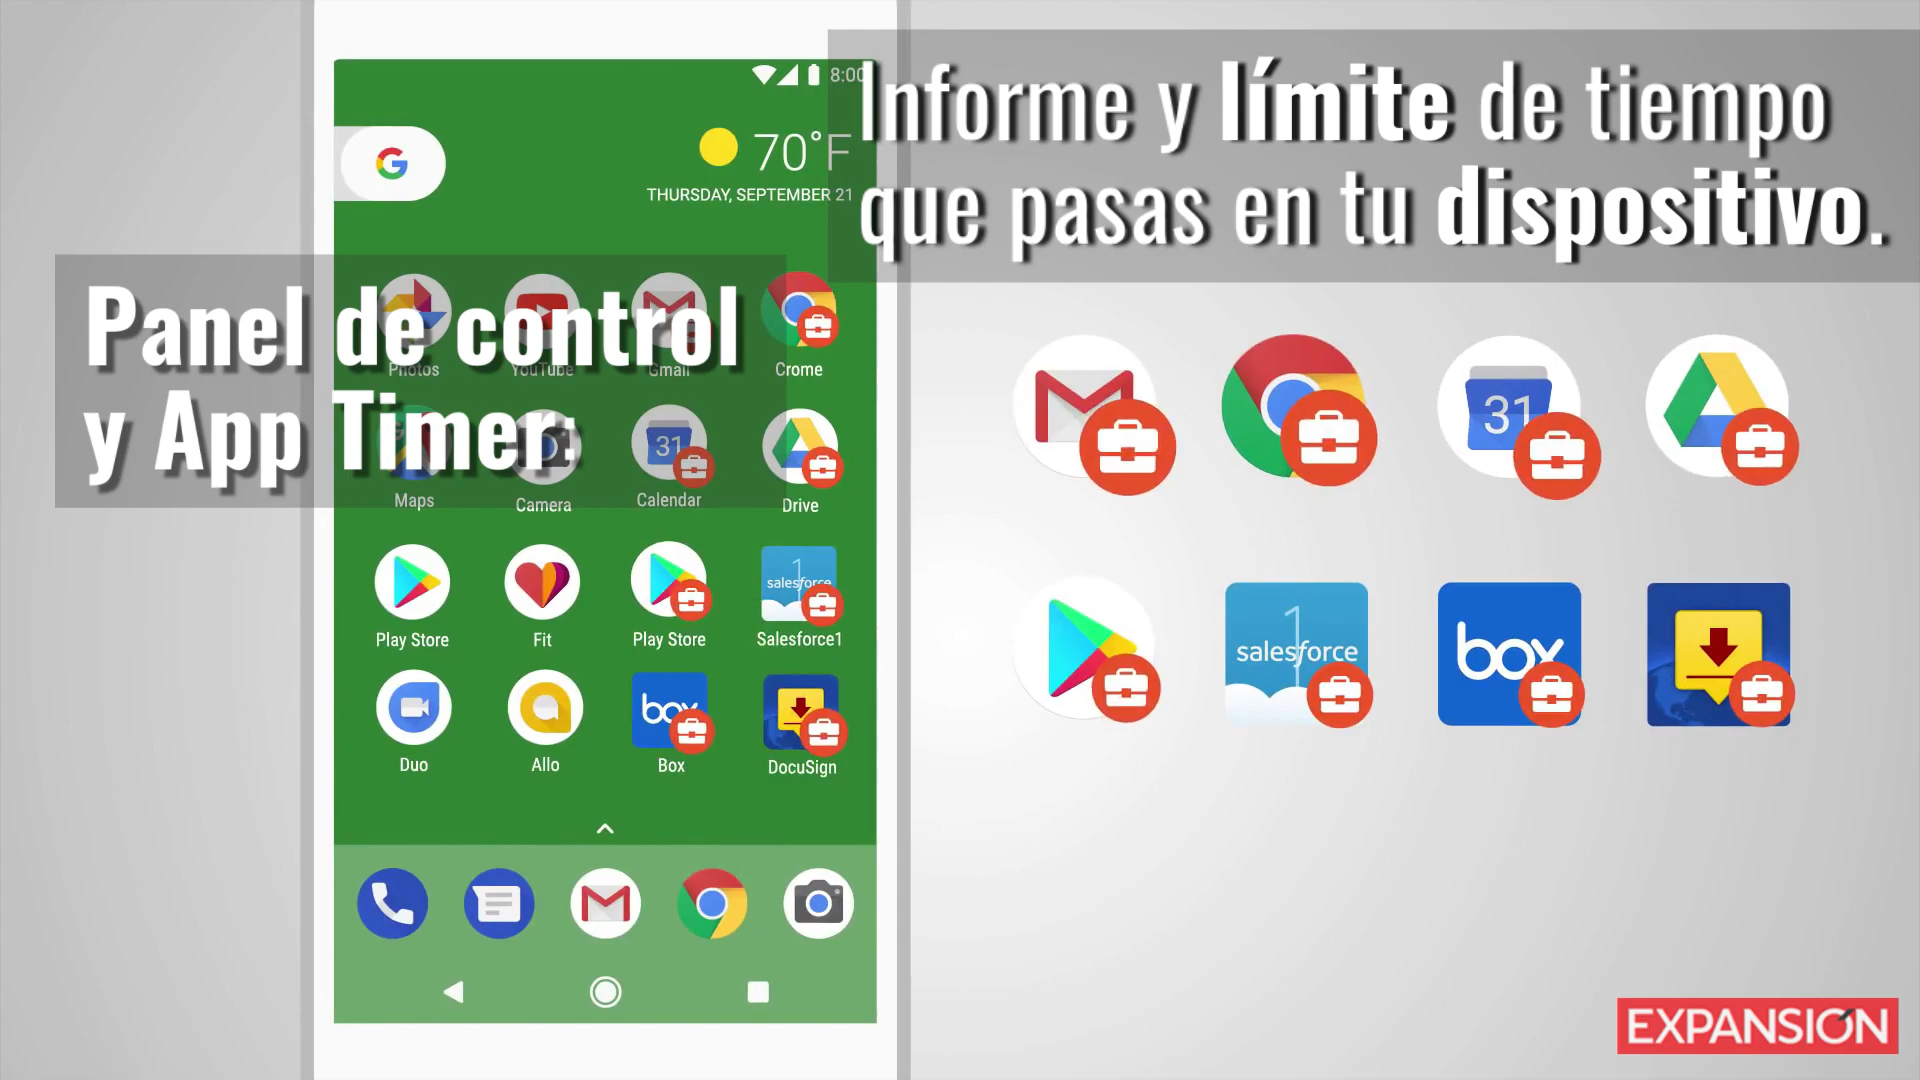 8:00
Informe y límite de tiempo
que pasas en tu dispositivo.
70°F
THURSDAY, SEPTEMBER 21
Panel de control
y App Timer:
Photos
YouTube
Gmail
Crome
31
Maps
Camera
Calendar
Drive
salesforce
1
Play Store
Fit
Play Store
Salesforce1
box
Duo
Allo
Box
DocuSign
31
1
salesforce
box
EXPANSIÓN